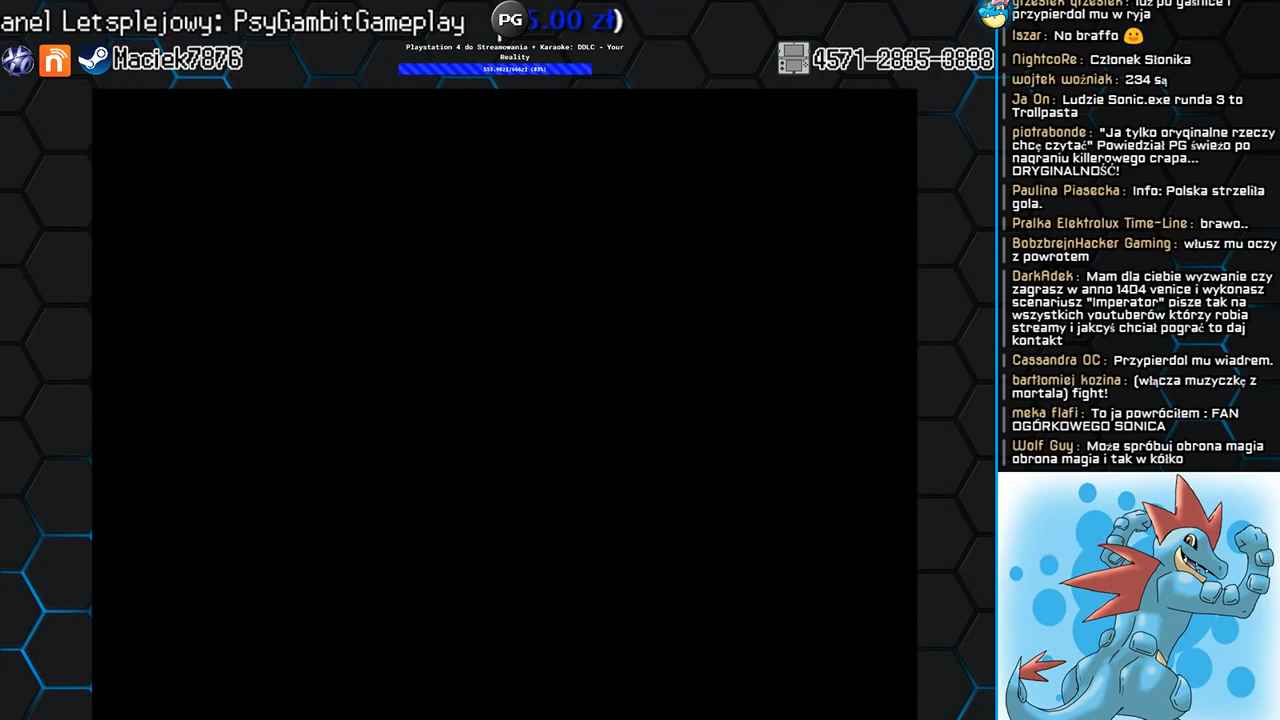 anel Letsplejowy: PsyGambitGameplay
PG
5.00 zł)
Playstation 4 do Streamowania + Karaoke: DDLC - Your
Reality
553.98zł/666zł (83%)
Maciek7876
4571-2835-3838
przypierdol mu w ryja
Iszar: No braffo
NightcoRe: Członek Słonika
wojtek woźniak: 234 są
Ja On: Ludzie Sonic.exe runda 3 to
Trollpasta
piotrabonde: "Ja tylko oryginalne rzeczy
chcę czytać" Powiedział PG świeżo po
nagraniu killerowego crapa...
ORYGINALNOŚĆ!
Paulina Piasecka: Info: Polska strzeliła
gola.
Pralka Elektrolux Time-Line: brawo..
BobzbrejnHacker Gaming: włusz mu oczy
z powrotem
DarkAdek: Mam dla ciebie wyzwanie czy
zagrasz w anno 1404 venice i wykonasz
scenariusz "Imperator" pisze tak na
wszystkich youtuberów którzy robia
streamy i jakcyś chciał pograć to daj
kontakt
Cassandra OC: Przypierdol mu wiadrem.
bartłomiej kozina: (włącza muzyczkę z
mortala) fight!
meka flafi: To ja powróciłem : FAN
OGÓRKOWEGO SONICA
Wolf Guy: Może spróbuj obrona magia
obrona magia i tak w kółko